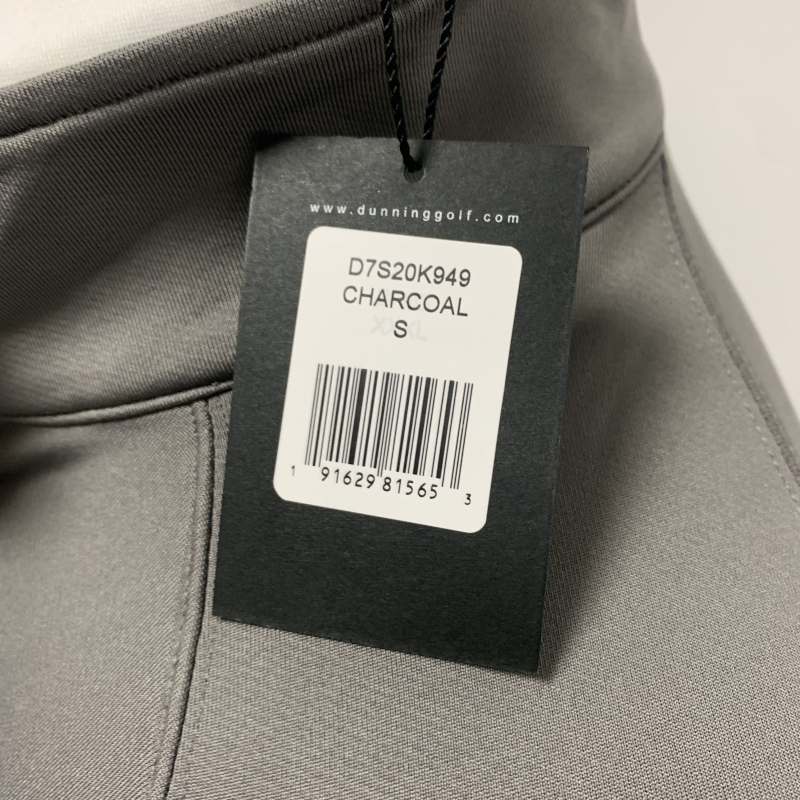 www.dunninggolf.com
D7S20K949
CHARCOAL
S
1 91629 81565 3